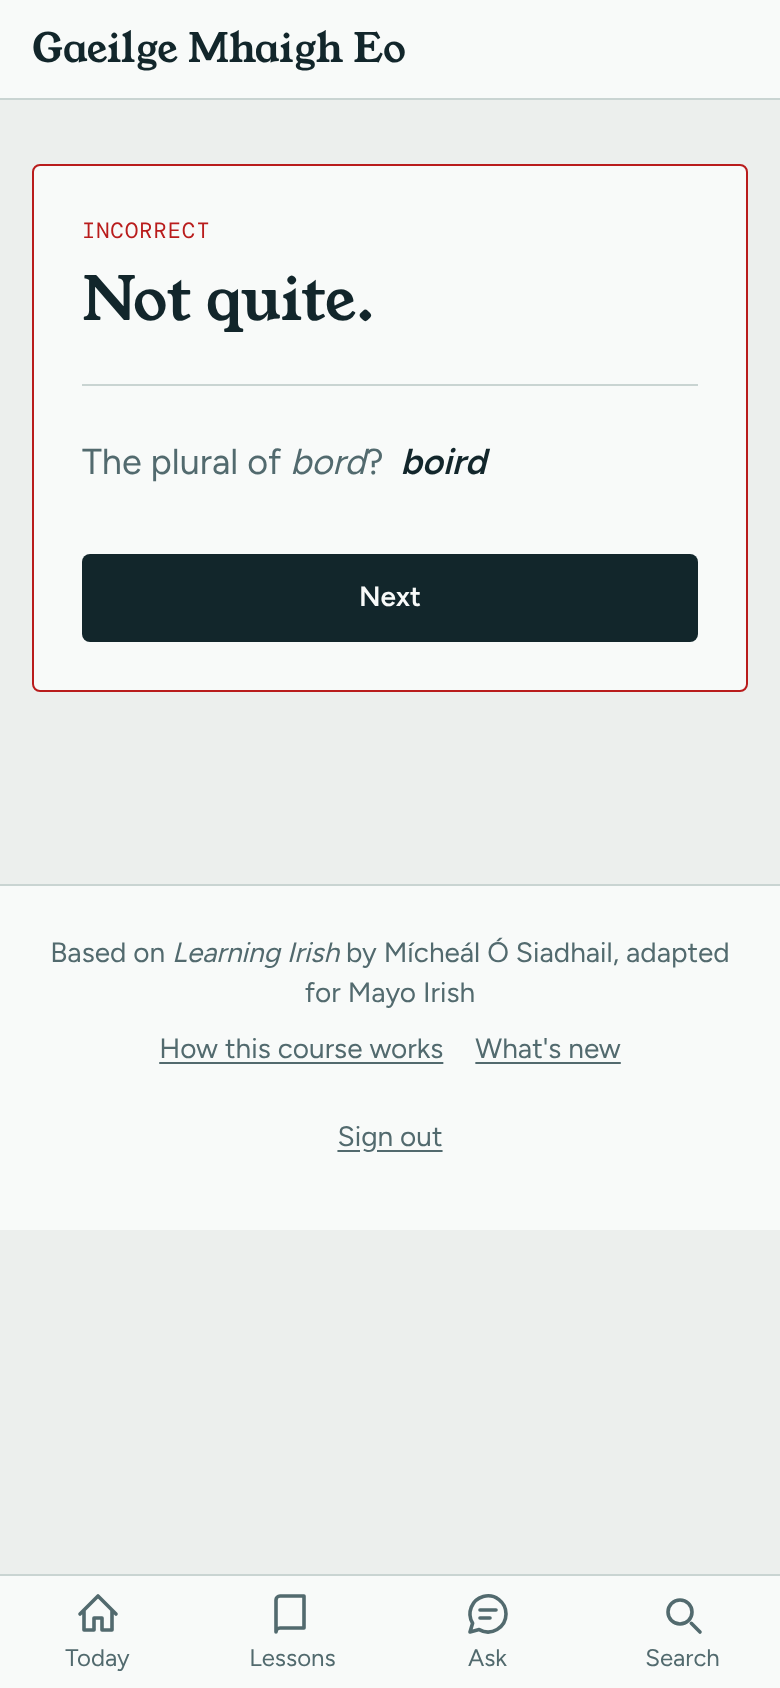 Gaeilge Mhaigh Eo
INCORRECT
Not quite.
The plural of bord? boird
Next
Based on Learning Irish by Mícheál Ó Siadhail, adapted
for Mayo Irish
How this course works What's new
Sign out
Today Lessons Ask Search